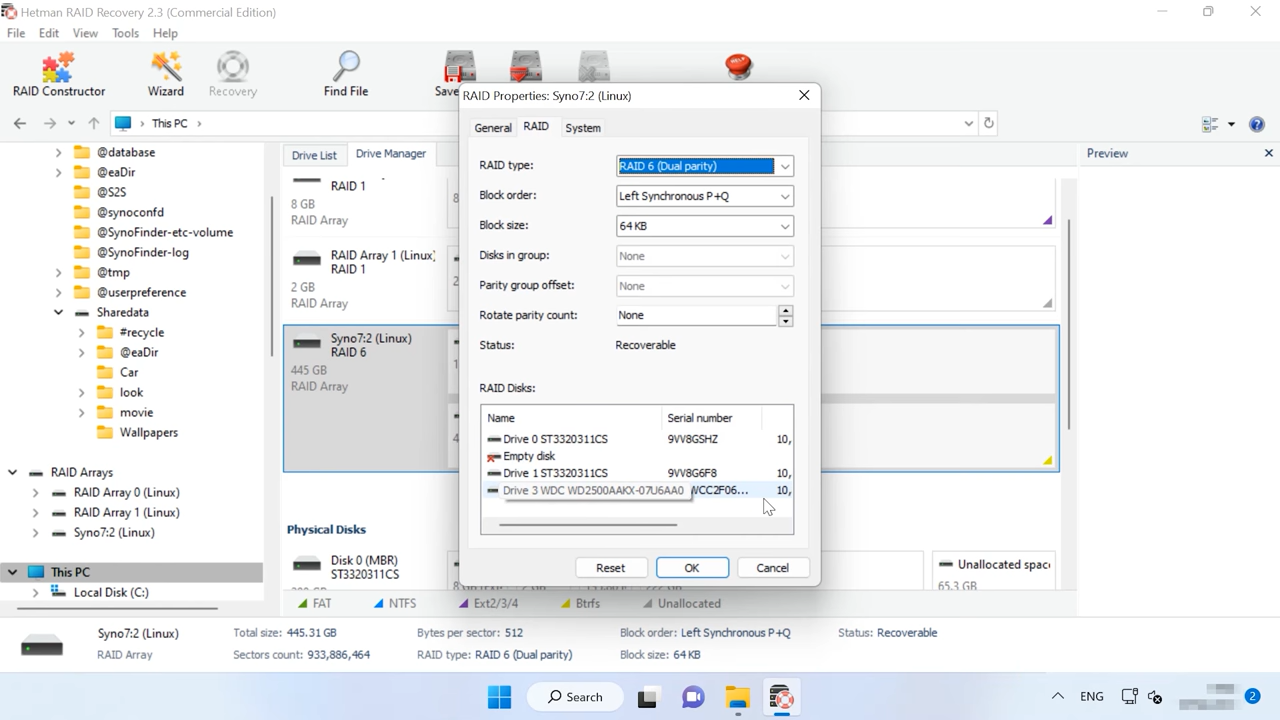 Hetman RAID Recovery 2.3 (Commercial Edition)
File Edit View Tools Help
RAID Constructor Wizard Recovery Find File
This PC
@database
@eaDir
@S2S
@synoconfd
@SynoFinder-etc-volume
@SynoFinder-log
@tmp
@userpreference
Sharedata
#recycle
@eaDir
Car
look
movie
Wallpapers
RAID Arrays
RAID Array 0 (Linux)
RAID Array 1 (Linux)
Syno7:2 (Linux)
This PC
Local Disk (C:)
Drive List Drive Manager
RAID 1
8 GB
RAID Array
RAID Array 1 (Linux)
RAID 1
2 GB
RAID Array
Syno7:2 (Linux)
RAID 6
445 GB
RAID Array
Physical Disks
Disk 0 (MBR)
ST3320311CS
Unallocated space
65.3 GB
FAT NTFS Ext2/3/4 Btrfs Unallocated
RAID Properties: Syno7:2 (Linux)
General RAID System
RAID type: RAID 6 (Dual parity)
Block order: Left Synchronous P+Q
Block size: 64 KB
Disks in group: None
Parity group offset: None
Rotate parity count: None
Status: Recoverable
RAID Disks:
Name Serial number
Drive 0 ST3320311CS 9VV8GSHZ 10,
Empty disk
Drive 1 ST3320311CS 9VV8G6F8 10,
Drive 3 WDC WD2500AAKX-07U6AA0 WCC2F06... 10,
Reset OK Cancel
Preview
Syno7:2 (Linux) Total size: 445.31 GB Bytes per sector: 512 Block order: Left Synchronous P+Q Status: Recoverable
RAID Array Sectors count: 933,886,464 RAID type: RAID 6 (Dual parity) Block size: 64 KB
Search ENG 2